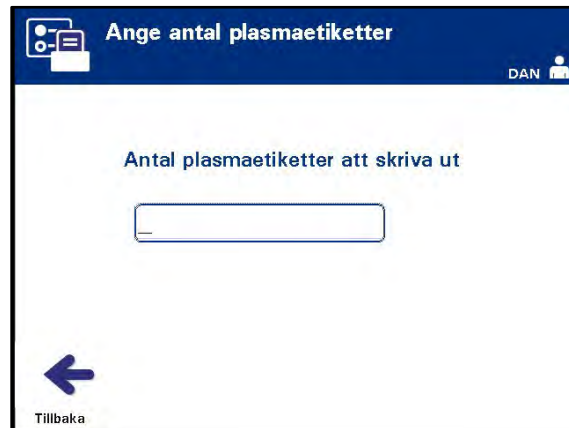 Ange antal plasmaetiketter
DAN
Antal plasmaetiketter att skriva ut
Tillbaka